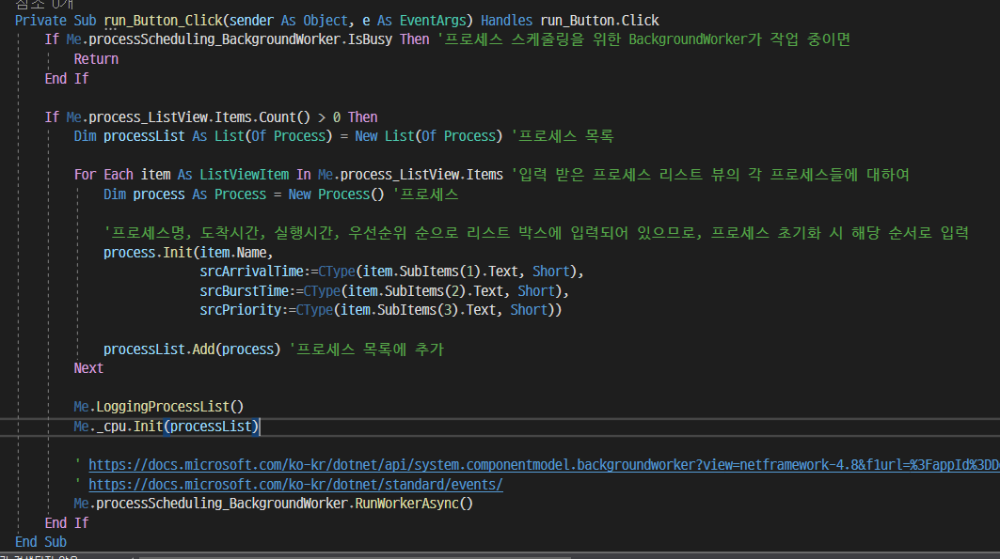 참조 0개
Private Sub run_Button_Click(sender As Object, e As EventArgs) Handles run_Button.Click
If Me.processScheduling_BackgroundWorker.IsBusy Then '프로세스 스케줄링을 위한 BackgroundWorker가 작업 중이면
Return
End If
If Me.process_ListView.Items.Count() > 0 Then
Dim processList As List(Of Process) = New List(Of Process) '프로세스 목록
For Each item As ListViewItem In Me.process_ListView.Items '입력 받은 프로세스 리스트 뷰의 각 프로세스들에 대하여
Dim process As Process = New Process() '프로세스
'프로세스명, 도착시간, 실행시간, 우선순위 순으로 리스트 박스에 입력되어 있으므로, 프로세스 초기화 시 해당 순서로 입력
process.Init(item.Name,
srcArrivalTime:=CType(item.SubItems(1).Text, Short),
srcBurstTime:=CType(item.SubItems(2).Text, Short),
srcPriority:=CType(item.SubItems(3).Text, Short))
processList.Add(process) '프로세스 목록에 추가
Next
Me.LoggingProcessList()
Me._cpu.Init(processList)
' https://docs.microsoft.com/ko-kr/dotnet/api/system.componentmodel.backgroundworker?view=netframework-4.8&f1url=%3FappId%3DD
' https://docs.microsoft.com/ko-kr/dotnet/standard/events/
Me.processScheduling_BackgroundWorker.RunWorkerAsync()
End If
End Sub